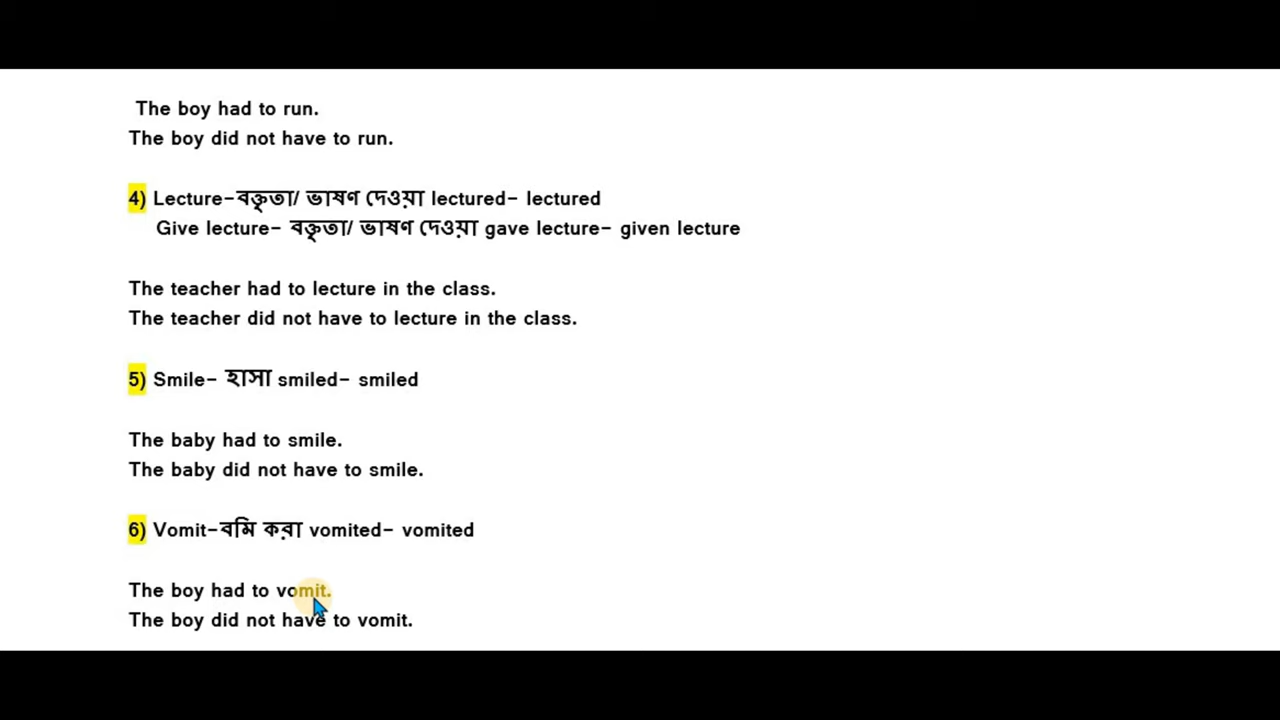 The boy had to run.
The boy did not have to run.
4) Lecture-বক্তৃতা/ ভাষণ দেওয়া lectured- lectured
Give lecture- বক্তৃতা/ ভাষণ দেওয়া gave lecture- given lecture
The teacher had to lecture in the class.
The teacher did not have to lecture in the class.
5) Smile- হাসা smiled- smiled
The baby had to smile.
The baby did not have to smile.
6) Vomit-বমি করা vomited- vomited
The boy had to vomit.
The boy did not have to vomit.